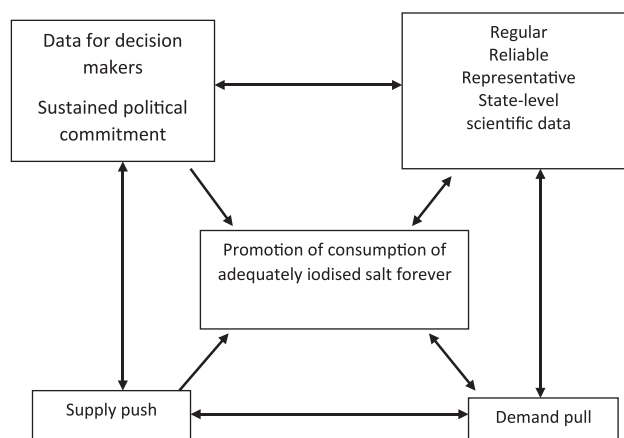 Data for decision
makers
Sustained political
commitment
Regular
Reliable
Representative
State-level
scientific data
Promotion of consumption of
adequately iodised salt forever
Supply push
Demand pull